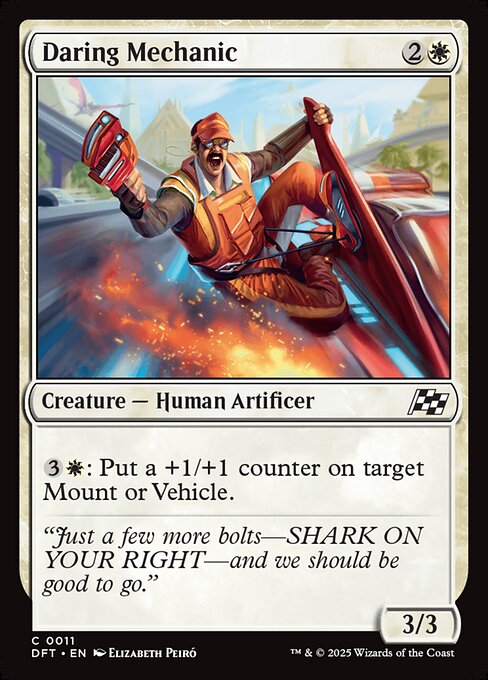 Daring Mechanic 2
Creature — Human Artificer
3: Put a +1/+1 counter on target
Mount or Vehicle.
“Just a few more bolts—SHARK ON
YOUR RIGHT—and we should be
good to go.”
3/3
C 0011
DFT • EN Elizabeth Peiró
™ & © 2025 Wizards of the Coast